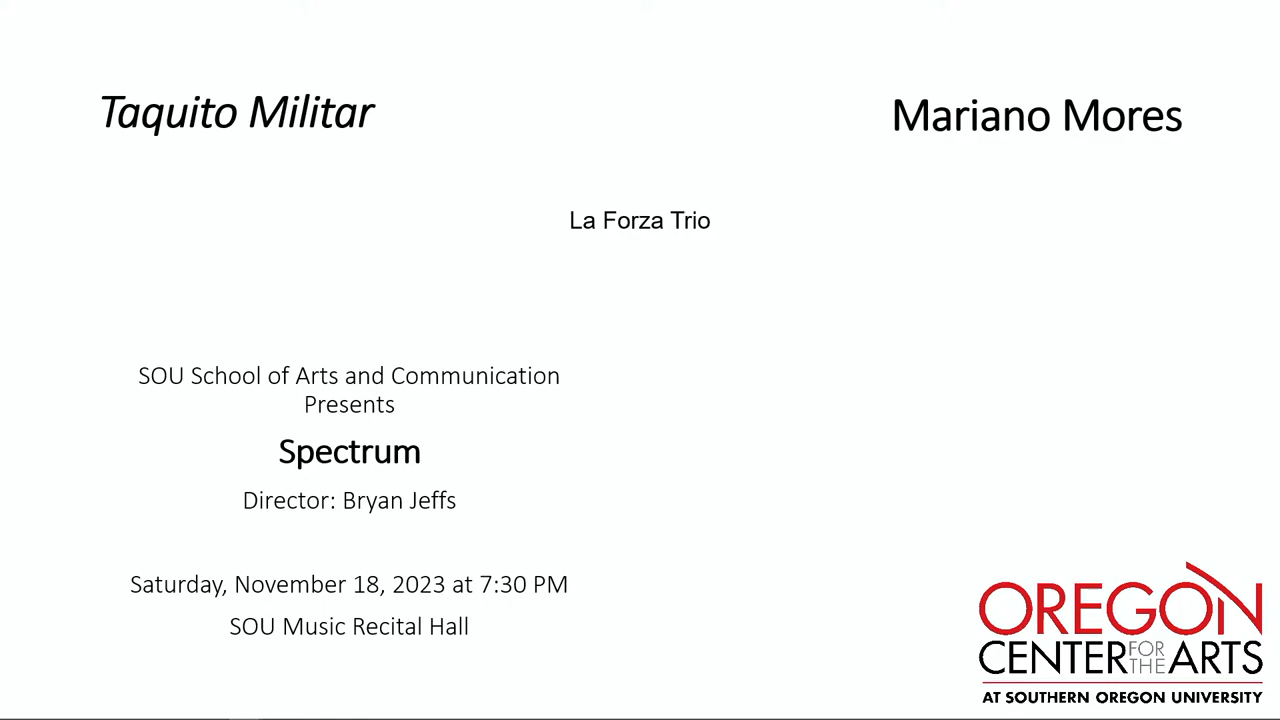 Taquito Militar
Mariano Mores
La Forza Trio
SOU School of Arts and Communication
Presents
Spectrum
Director: Bryan Jeffs
Saturday, November 18, 2023 at 7:30 PM
SOU Music Recital Hall
OREGON
CENTER FOR THE ARTS
AT SOUTHERN OREGON UNIVERSITY